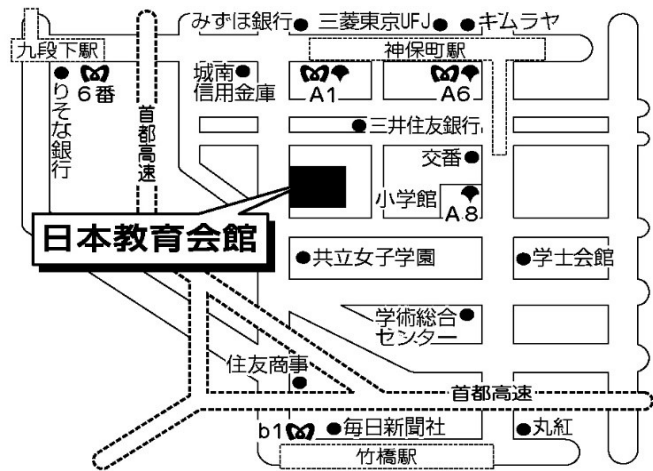 みずほ銀行
三菱東京UFJ
キムラヤ
九段下駅
神保町駅
6番
城南
信用金庫
A1
A6
りそな銀行
首都高速
三井住友銀行
交番
小学館
A8
日本教育会館
共立女子学園
学士会館
学術総合
センター
住友商事
首都高速
b1
毎日新聞社
丸紅
竹橋駅